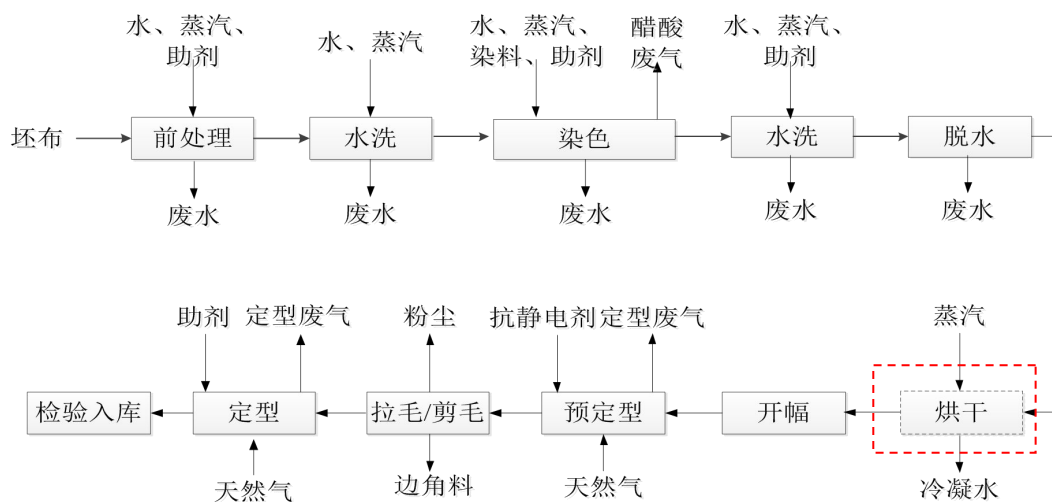 水、蒸汽、
助剂
水、蒸汽
水、蒸汽、
染料、助剂
醋酸
废气
水、蒸汽、
助剂
坯布
前处理
水洗
染色
水洗
脱水
废水
废水
废水
废水
废水
助剂
定型废气
粉尘
抗静电剂
定型废气
蒸汽
检验入库
定型
拉毛/剪毛
预定型
开幅
烘干
天然气
边角料
天然气
冷凝水